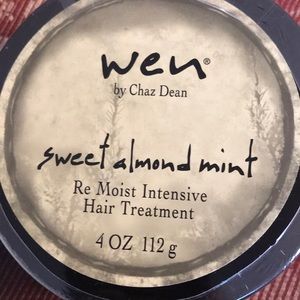 wen®
by Chaz Dean
sweet almond mint
Re Moist Intensive
Hair Treatment
4 OZ 112 g